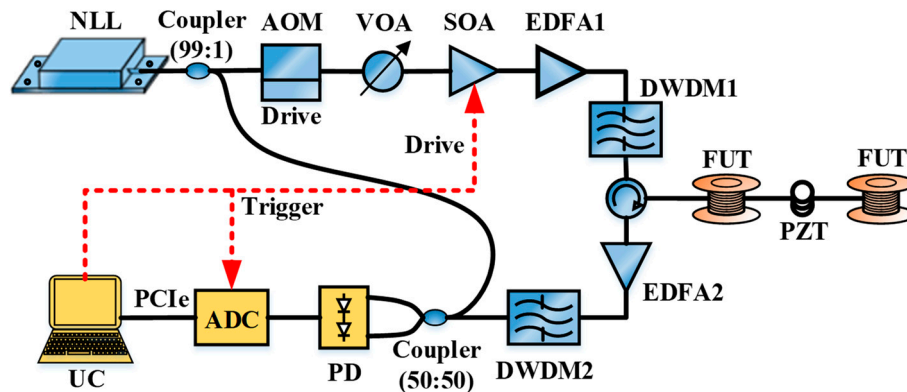 NLL
Coupler
(99:1)
AOM
VOA
SOA
EDFA1
Drive
DWDM1
Drive
FUT
FUT
Trigger
PZT
EDFA2
PCIe
ADC
UC
PD
Coupler
(50:50)
DWDM2